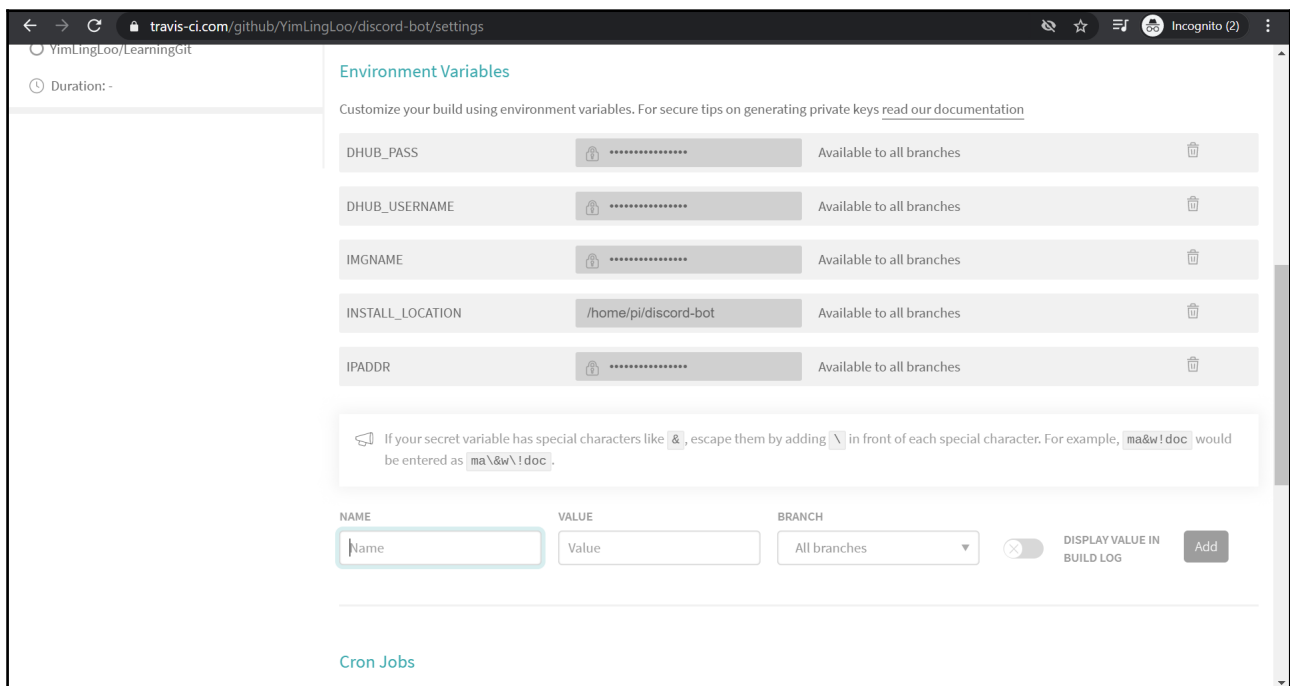 travis-ci.com/github/YimLingLoo/discord-bot/settings
Incognito (2)
YimLingLoo/LearningGit
Duration: -
Environment Variables
Customize your build using environment variables. For secure tips on generating private keys read our documentation
DHUB_PASS •••••••••••••••• Available to all branches
DHUB_USERNAME •••••••••••••••• Available to all branches
IMGNAME •••••••••••••••• Available to all branches
INSTALL_LOCATION /home/pi/discord-bot Available to all branches
IPADDR •••••••••••••••• Available to all branches
If your secret variable has special characters like & , escape them by adding \ in front of each special character. For example, ma&w!doc would
be entered as ma\&w\!doc .
NAME VALUE BRANCH
Name Value All branches DISPLAY VALUE IN
BUILD LOG
Add
Cron Jobs